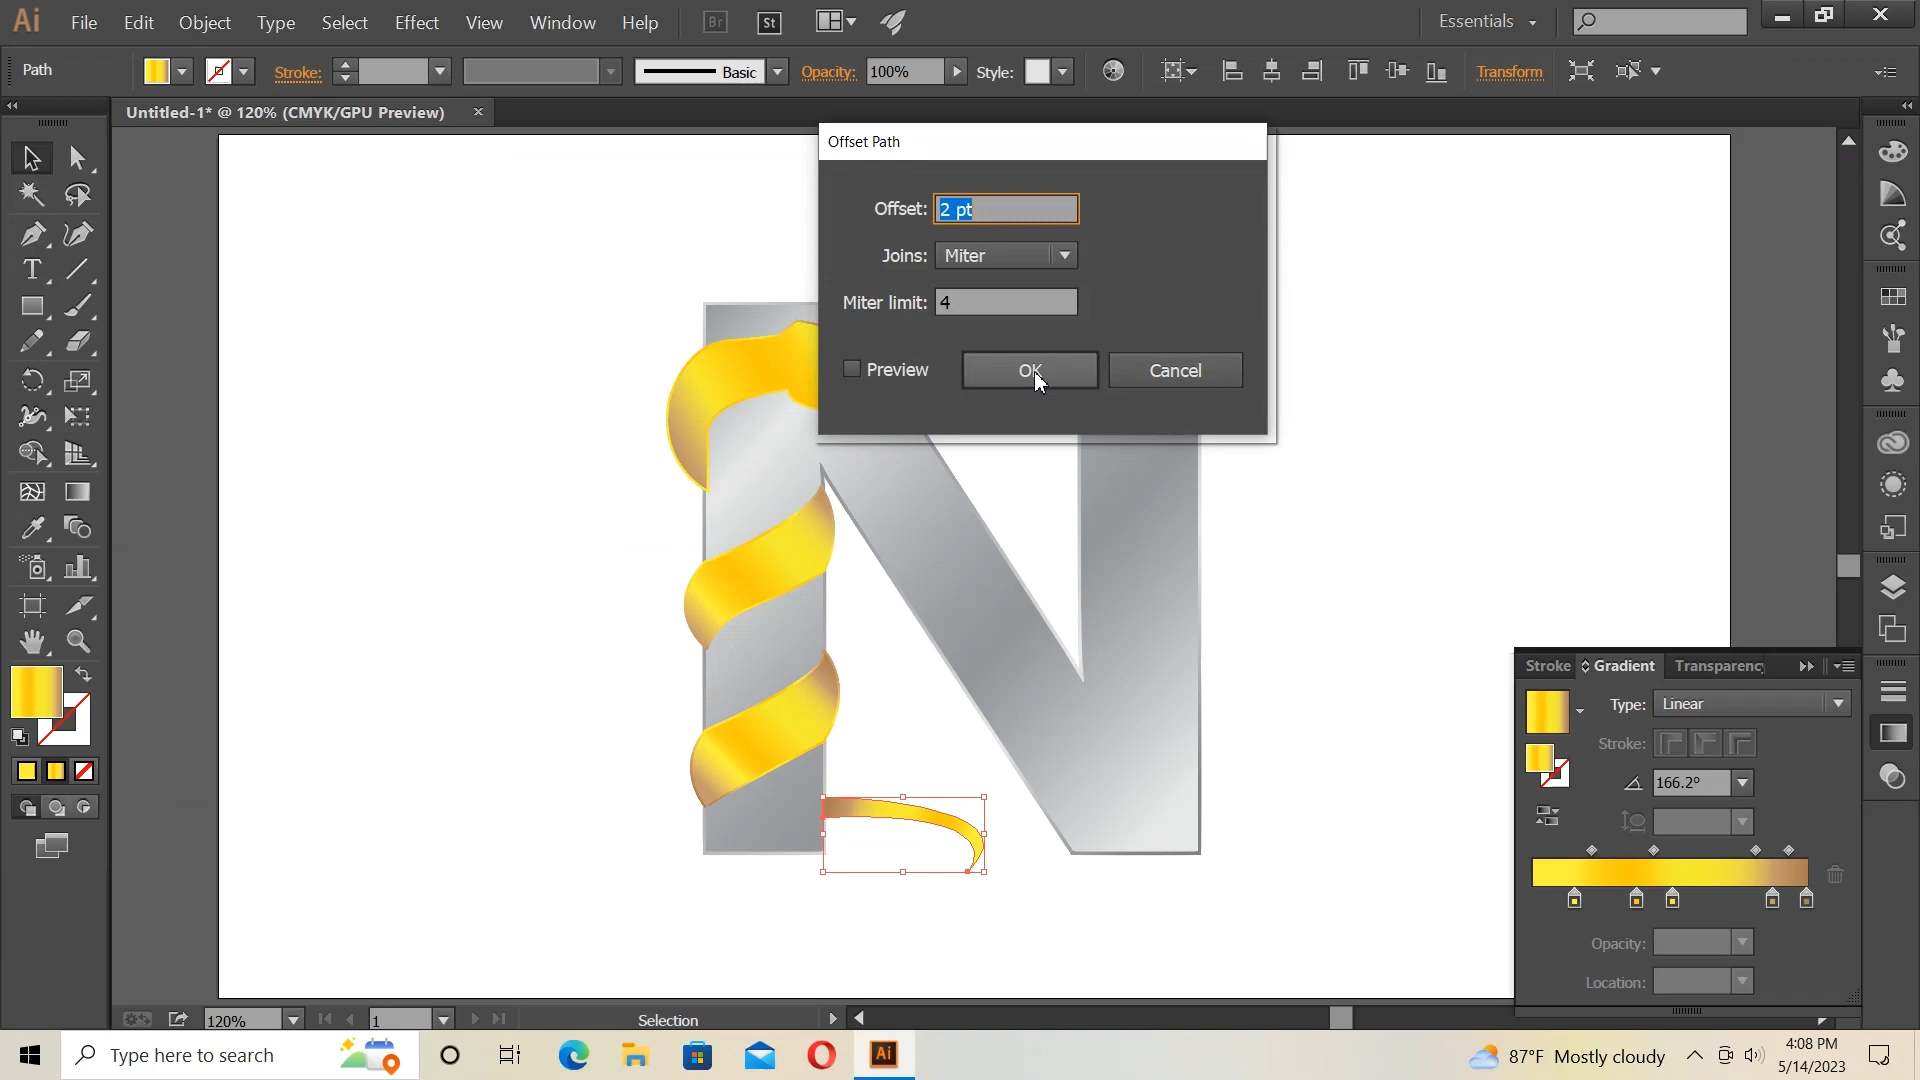 Ai File Edit Object Type Select Effect View Window Help Br St Essentials
Path Stroke: Basic Opacity: 100% Style: Transform
Untitled-1* @ 120% (CMYK/GPU Preview)
Offset Path
Offset: 2 pt
Joins: Miter
Miter limit: 4
Preview OK Cancel
N
Stroke Gradient Transparency
Type: Linear
Stroke:
166.2°
Opacity:
Location:
120% 1 Selection
Type here to search
Ai
87°F Mostly cloudy
4:08 PM
5/14/2023